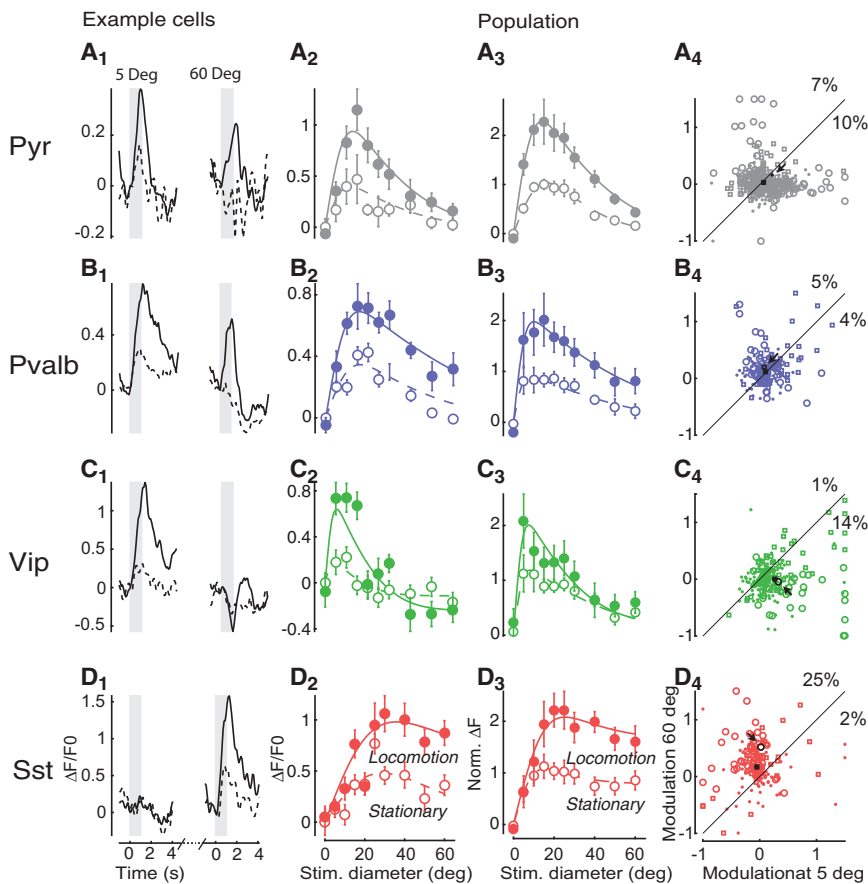 Example cells
Population
A1
A2
A3
A4
5 Deg
60 Deg
Pyr
0.2
0
-0.2
1
0.5
0
2
1
0
1
0
-1
7%
10%
B1
B2
B3
B4
Pvalb
0.4
0
0.8
0.4
0
3
2
1
0
1
0
-1
5%
4%
C1
C2
C3
C4
Vip
1
0.5
0
-0.5
0.8
0.4
0
-0.4
2
1
0
1
0
-1
1%
14%
D1
D2
D3
D4
Sst
ΔF/F0
1.5
1
0.5
0
0 2 4
0 2 4
Time (s)
ΔF/F0
1
0.5
0
Locomotion
Stationary
0 20 40 60
Stim. diameter (deg)
Norm. ΔF
3
2
1
0
Locomotion
Stationary
0 20 40 60
Stim. diameter (deg)
Modulation 60 deg
1
0
-1
25%
2%
-1 0 1
Modulationat 5 deg